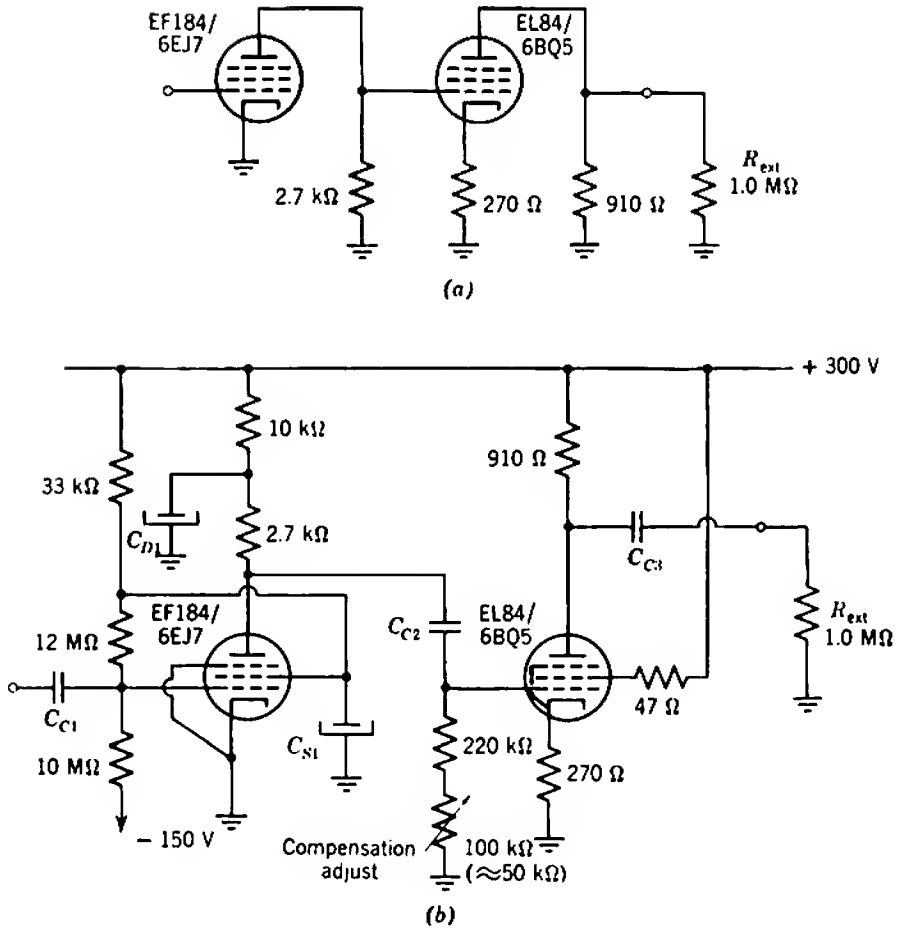 EF184/
6EJ7
EL84/
6BQ5
2.7 kΩ
270 Ω
910 Ω
R_ext
1.0 MΩ
(a)
+ 300 V
10 kΩ
910 Ω
33 kΩ
C_D1
2.7 kΩ
C_C3
EF184/
6EJ7
C_C2
EL84/
6BQ5
R_ext
1.0 MΩ
12 MΩ
C_C1
47 Ω
C_S1
220 kΩ
10 MΩ
270 Ω
− 150 V
Compensation
adjust
100 kΩ
(≈50 kΩ)
(b)